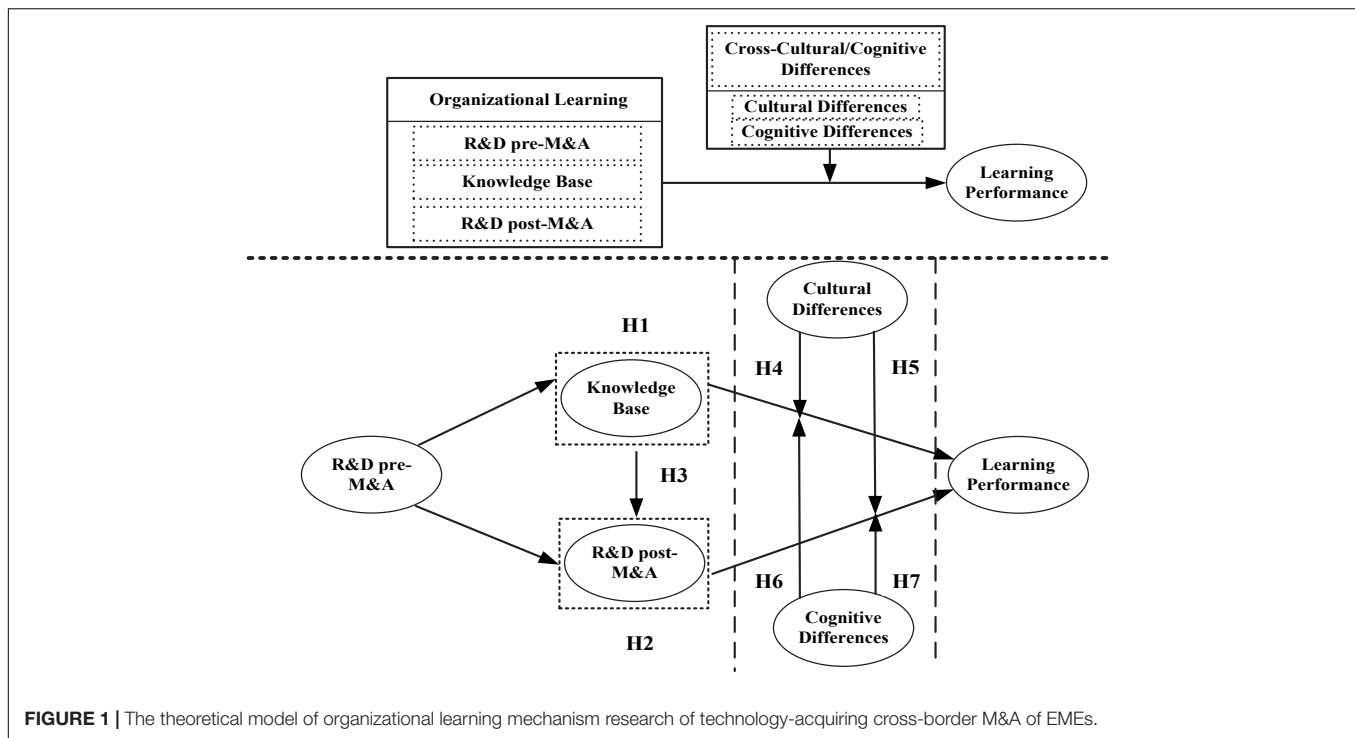 Cross-Cultural/Cognitive
Differences
Cultural Differences
Cognitive Differences
Organizational Learning
R&D pre-M&A
Knowledge Base
R&D post-M&A
Learning
Performance
Cultural
Differences
H1
H4
H5
Knowledge
Base
R&D pre-
M&A
H3
Learning
Performance
R&D post-
M&A
H6
H7
Cognitive
Differences
H2
FIGURE 1 | The theoretical model of organizational learning mechanism research of technology-acquiring cross-border M&A of EMEs.